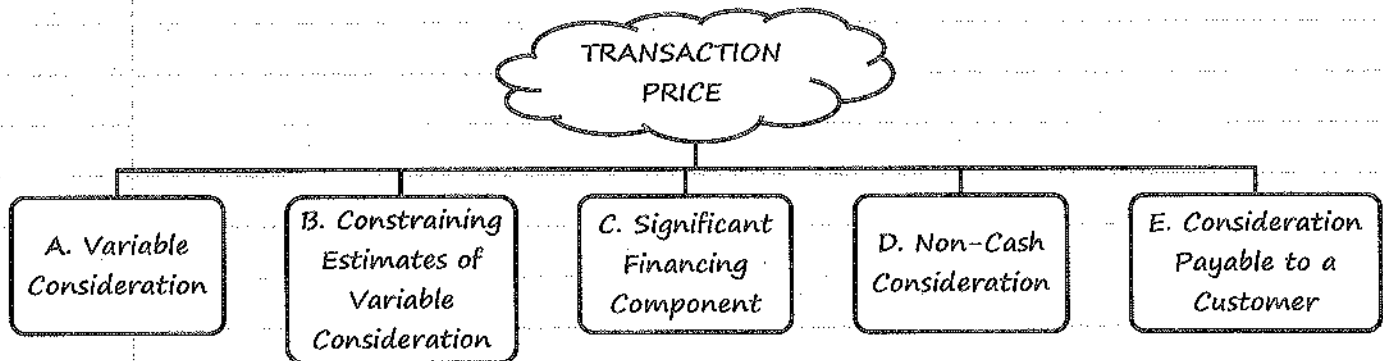 TRANSACTION
PRICE
A. Variable
Consideration
B. Constraining
Estimates of
Variable
Consideration
C. Significant
Financing
Component
D. Non-Cash
Consideration
E. Consideration
Payable to a
Customer